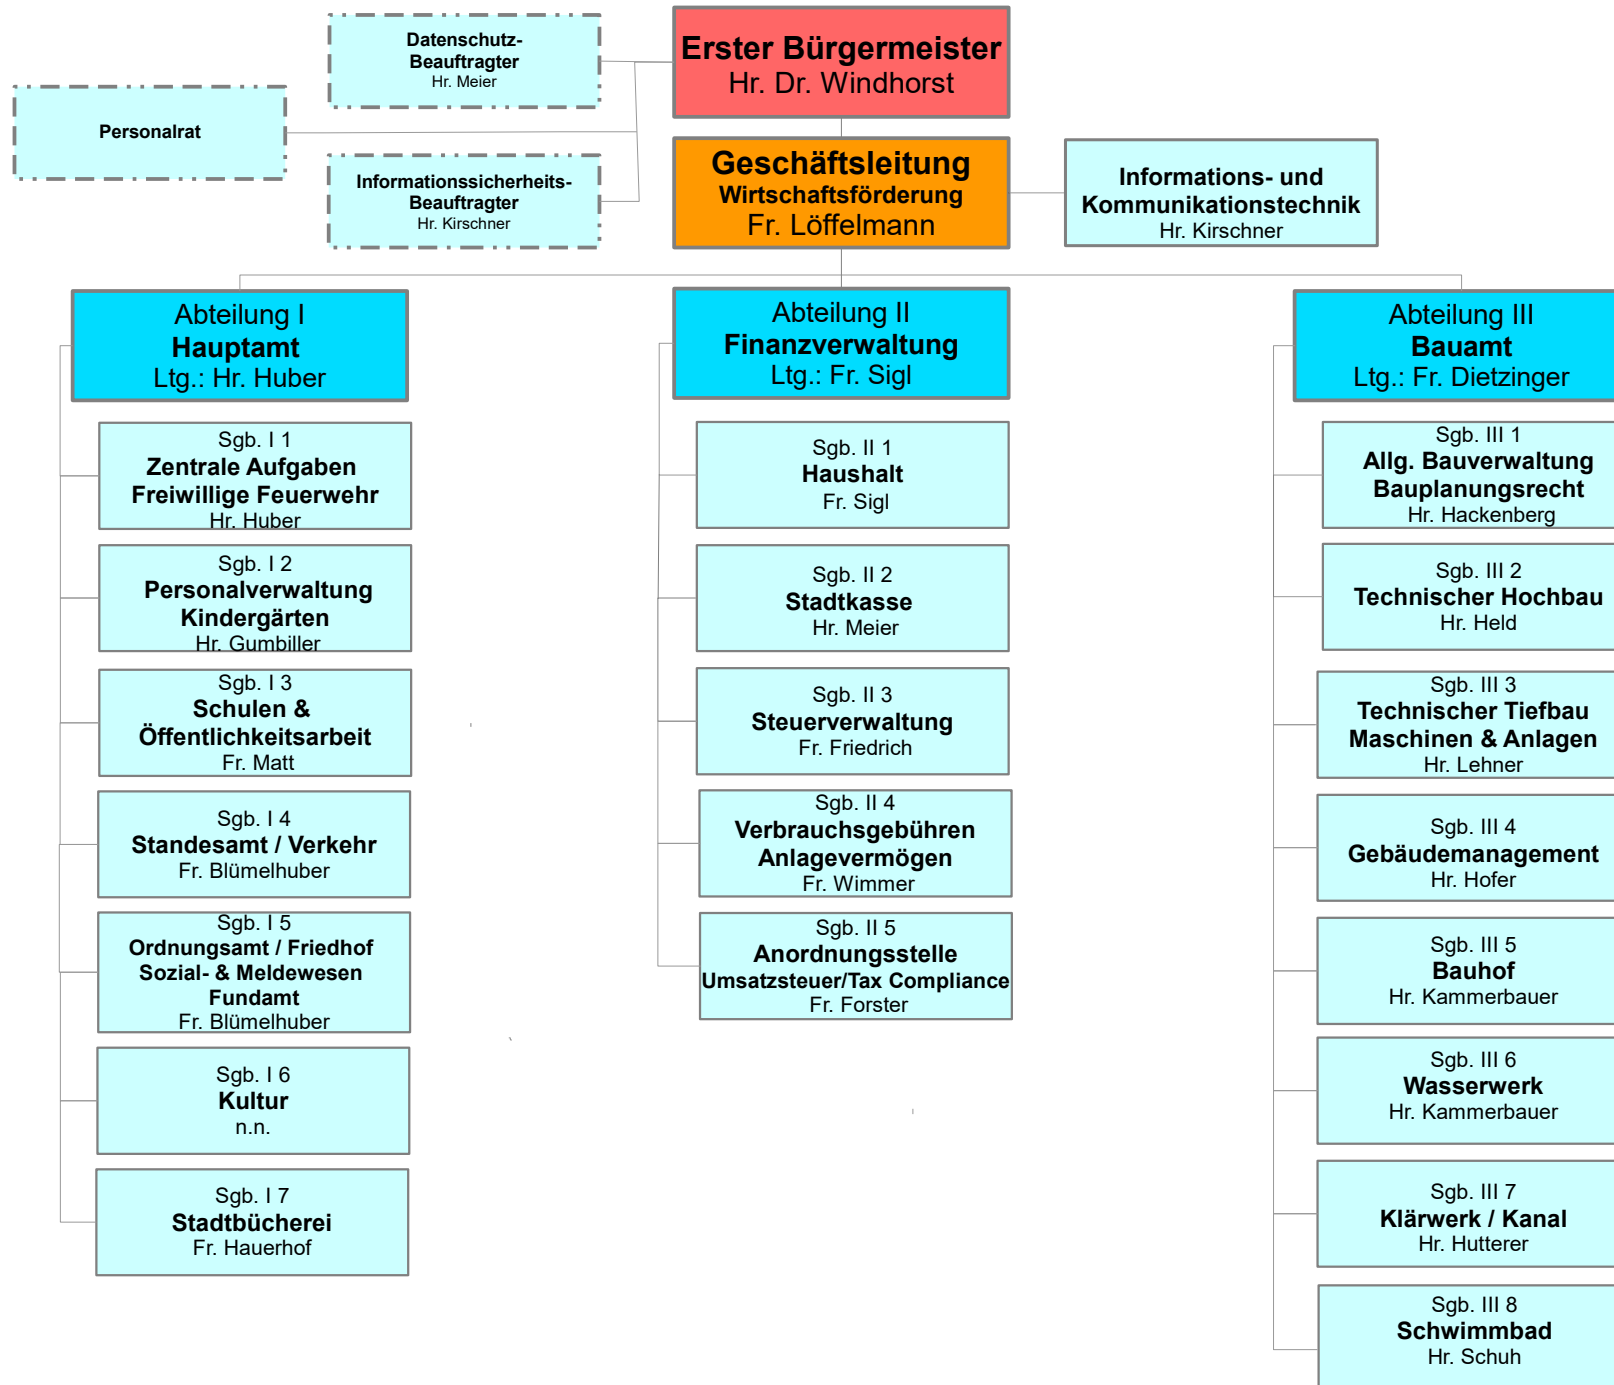 Datenschutz-
Beauftragter
Hr. Meier
Erster Bürgermeister
Hr. Dr. Windhorst
Personalrat
Informationssicherheits-
Beauftragter
Hr. Kirschner
Geschäftsleitung
Wirtschaftsförderung
Fr. Löffelmann
Informations- und
Kommunikationstechnik
Hr. Kirschner
Abteilung I
Hauptamt
Ltg.: Hr. Huber
Sgb. I 1
Zentrale Aufgaben
Freiwillige Feuerwehr
Hr. Huber
Sgb. I 2
Personalverwaltung
Kindergärten
Hr. Gumbiller
Sgb. I 3
Schulen &
Öffentlichkeitsarbeit
Fr. Matt
Sgb. I 4
Standesamt / Verkehr
Fr. Blümelhuber
Sgb. I 5
Ordnungsamt / Friedhof
Sozial- & Meldewesen
Fundamt
Fr. Blümelhuber
Sgb. I 6
Kultur
n.n.
Sgb. I 7
Stadtbücherei
Fr. Hauerhof
Abteilung II
Finanzverwaltung
Ltg.: Fr. Sigl
Sgb. II 1
Haushalt
Fr. Sigl
Sgb. II 2
Stadtkasse
Hr. Meier
Sgb. II 3
Steuerverwaltung
Fr. Friedrich
Sgb. II 4
Verbrauchsgebühren
Anlagevermögen
Fr. Wimmer
Sgb. II 5
Anordnungsstelle
Umsatzsteuer/Tax Compliance
Fr. Forster
Abteilung III
Bauamt
Ltg.: Fr. Dietzinger
Sgb. III 1
Allg. Bauverwaltung
Bauplanungsrecht
Hr. Hackenberg
Sgb. III 2
Technischer Hochbau
Hr. Held
Sgb. III 3
Technischer Tiefbau
Maschinen & Anlagen
Hr. Lehner
Sgb. III 4
Gebäudemanagement
Hr. Hofer
Sgb. III 5
Bauhof
Hr. Kammerbauer
Sgb. III 6
Wasserwerk
Hr. Kammerbauer
Sgb. III 7
Klärwerk / Kanal
Hr. Hutterer
Sgb. III 8
Schwimmbad
Hr. Schuh